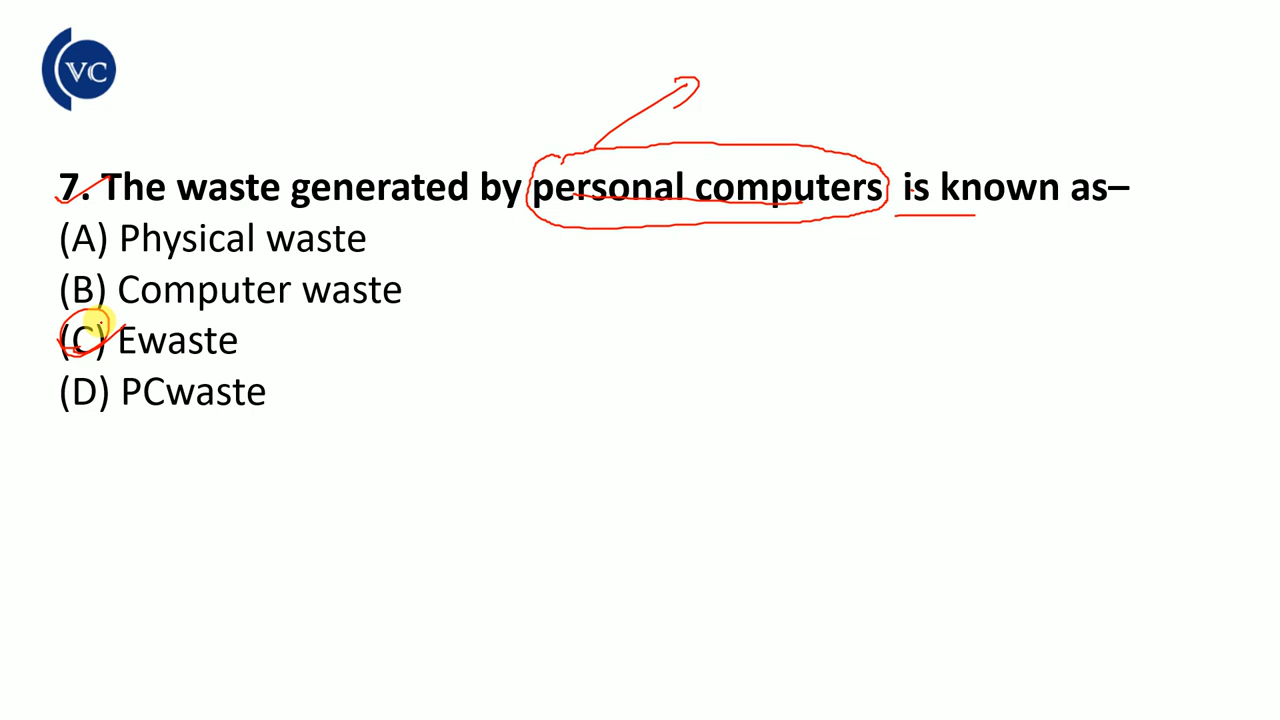 VC
7. The waste generated by personal computers is known as–
(A) Physical waste
(B) Computer waste
(C) Ewaste
(D) PCwaste